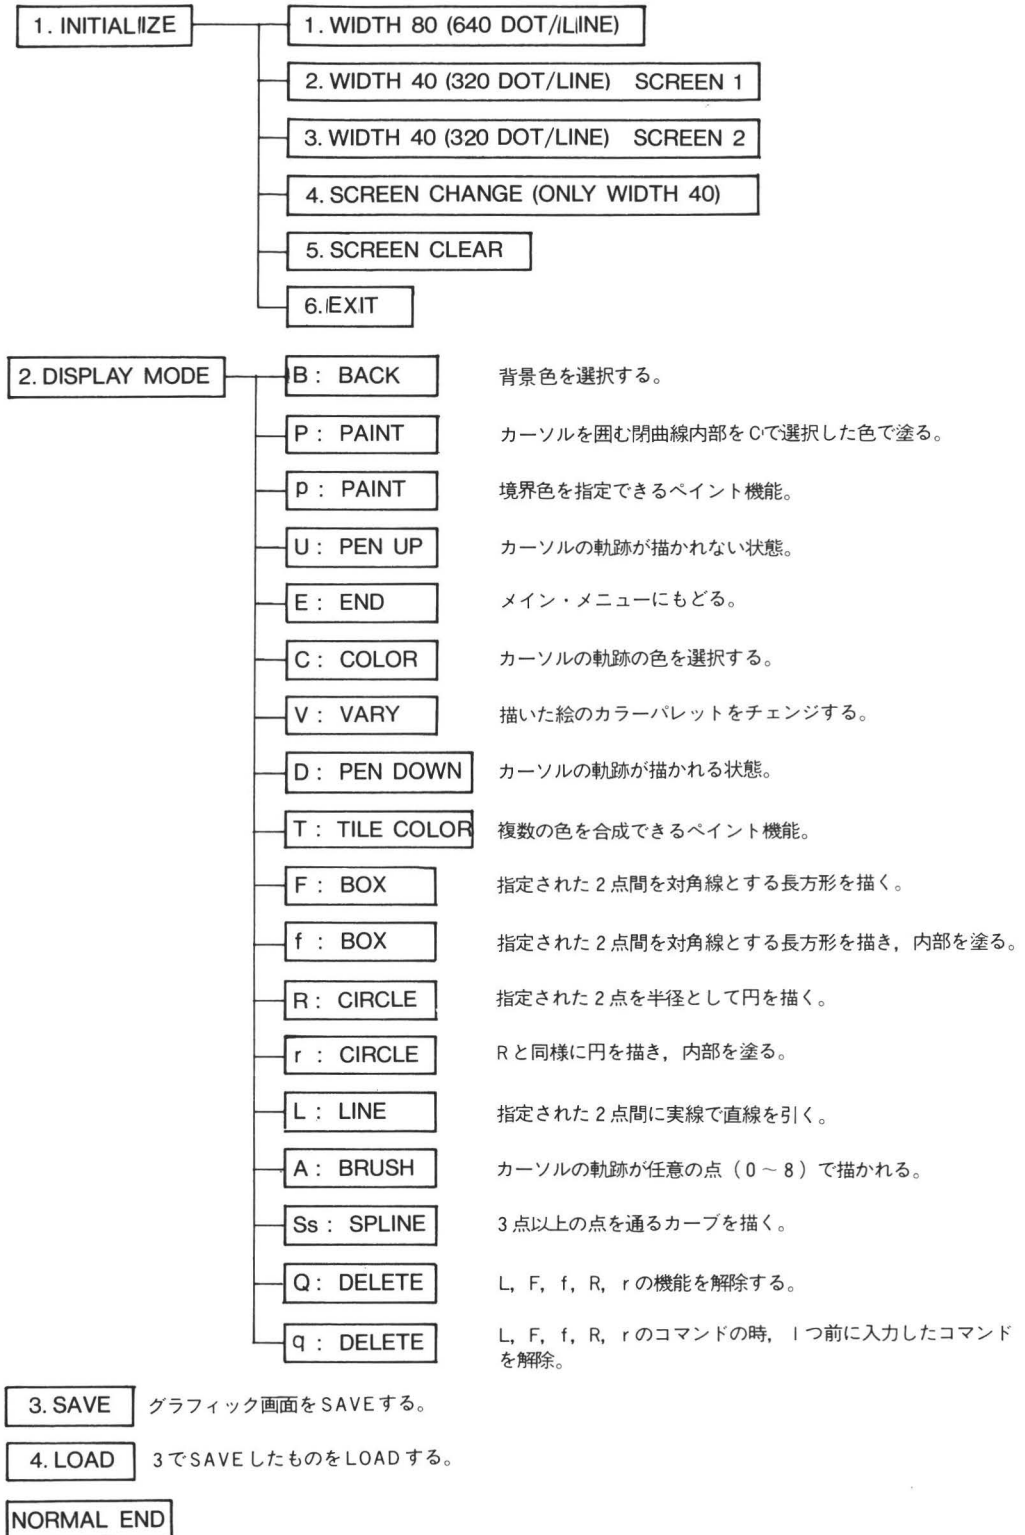 1. INITIALIZE
1. WIDTH 80 (640 DOT/LINE)
2. WIDTH 40 (320 DOT/LINE) SCREEN 1
3. WIDTH 40 (320 DOT/LINE) SCREEN 2
4. SCREEN CHANGE (ONLY WIDTH 40)
5. SCREEN CLEAR
6. EXIT
2. DISPLAY MODE
B : BACK 背景色を選択する。
P : PAINT カーソルを囲む閉曲線内部をCで選択した色で塗る。
p : PAINT 境界色を指定できるペイント機能。
U : PEN UP カーソルの軌跡が描かれない状態。
E : END メイン・メニューにもどる。
C : COLOR カーソルの軌跡の色を選択する。
V : VARY 描いた絵のカラーパレットをチェンジする。
D : PEN DOWN カーソルの軌跡が描かれる状態。
T : TILE COLOR 複数の色を合成できるペイント機能。
F : BOX 指定された2点間を対角線とする長方形を描く。
f : BOX 指定された2点間を対角線とする長方形を描き，内部を塗る。
R : CIRCLE 指定された2点を半径として円を描く。
r : CIRCLE Rと同様に円を描き，内部を塗る。
L : LINE 指定された2点間に実線で直線を引く。
A : BRUSH カーソルの軌跡が任意の点（0～8）で描かれる。
Ss : SPLINE 3点以上の点を通るカーブを描く。
Q : DELETE L，F，f，R，rの機能を解除する。
q : DELETE L，F，f，R，rのコマンドの時，1つ前に入力したコマンド
を解除。
3. SAVE グラフィック画面をSAVEする。
4. LOAD 3でSAVEしたものをLOADする。
NORMAL END